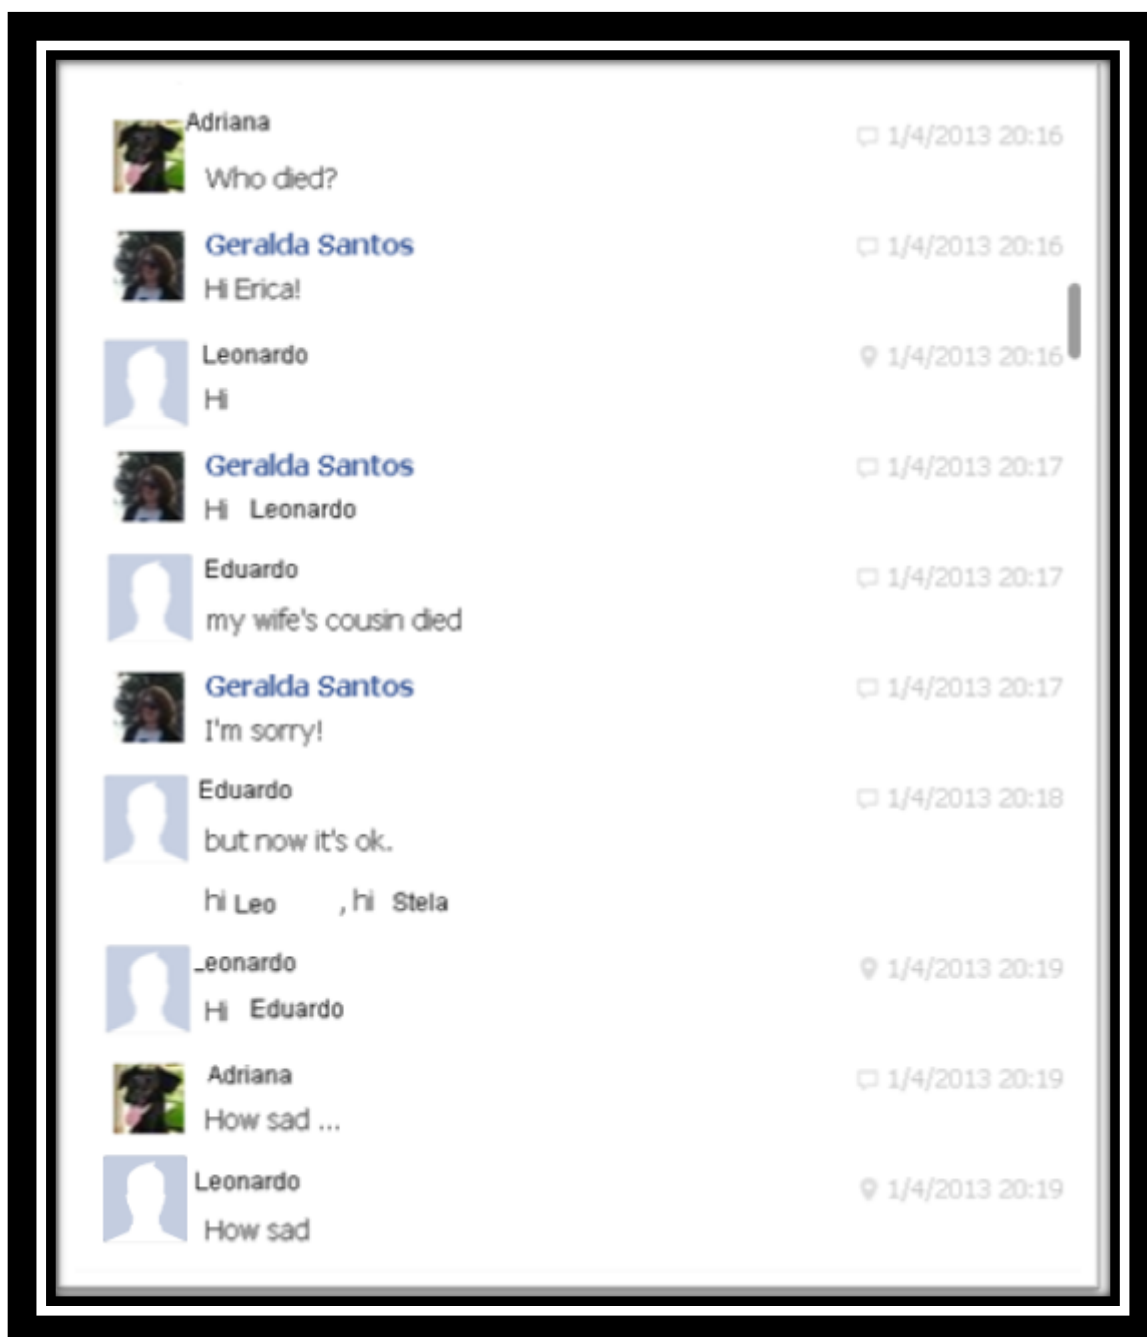 Adriana
1/4/2013 20:16
Who died?
Geralda Santos
1/4/2013 20:16
Hi Erica!
Leonardo
1/4/2013 20:16
Hi
Geralda Santos
1/4/2013 20:17
Hi Leonardo
Eduardo
1/4/2013 20:17
my wife's cousin died
Geralda Santos
1/4/2013 20:17
I'm sorry!
Eduardo
1/4/2013 20:18
but now it's ok.
hi Leo , hi Stela
_eonardo
1/4/2013 20:19
Hi Eduardo
Adriana
1/4/2013 20:19
How sad ...
Leonardo
1/4/2013 20:19
How sad